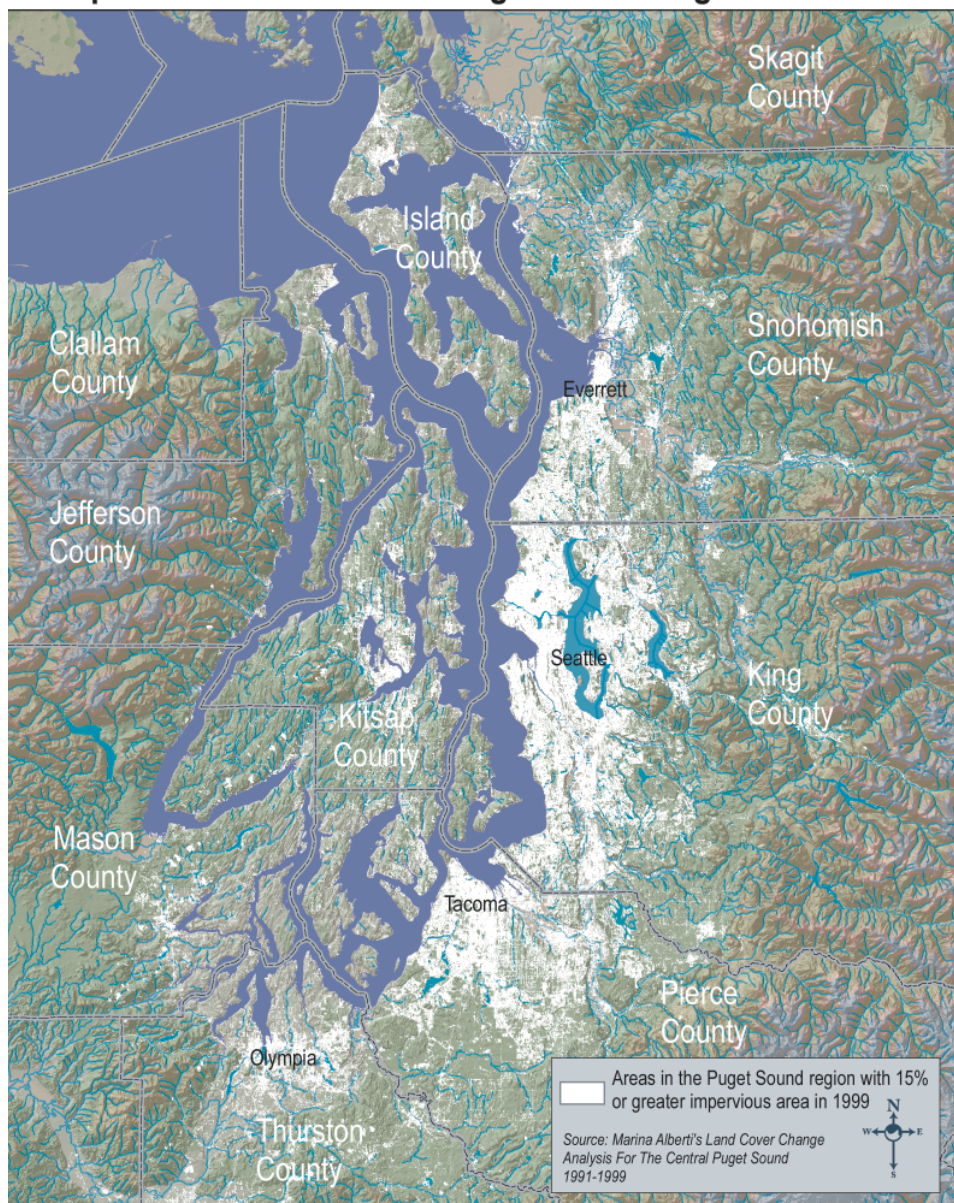 Skagit
County
Island
County
Clallam
County
Snohomish
County
Everrett
Jefferson
County
Seattle
King
County
Kitsap
County
Mason
County
Tacoma
Pierce
County
Olympia
Thurston
County
Areas in the Puget Sound region with 15%
or greater impervious area in 1999
N
W E
S
Source: Marina Alberti's Land Cover Change
Analysis For The Central Puget Sound
1991-1999